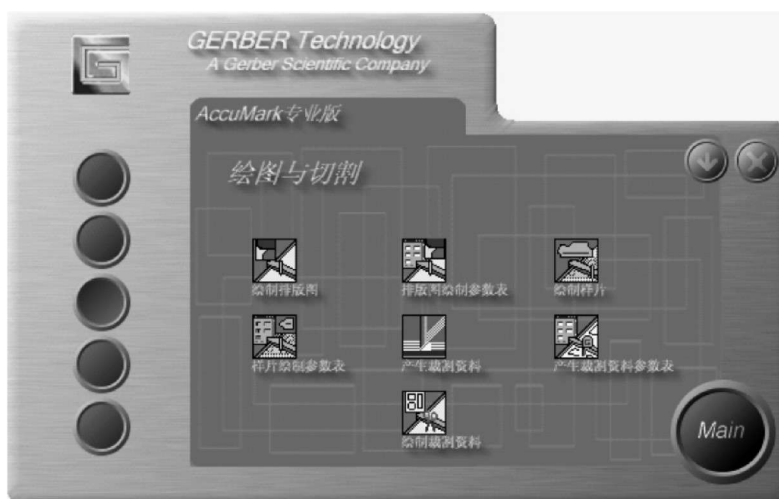 GERBER Technology
A Gerber Scientific Company
AccuMark专业版
绘图与切割
绘制排版图
排版图绘制参数表
绘制样片
样片绘制参数表
产生裁割资料
产生裁割资料参数表
绘制裁割资料
Main